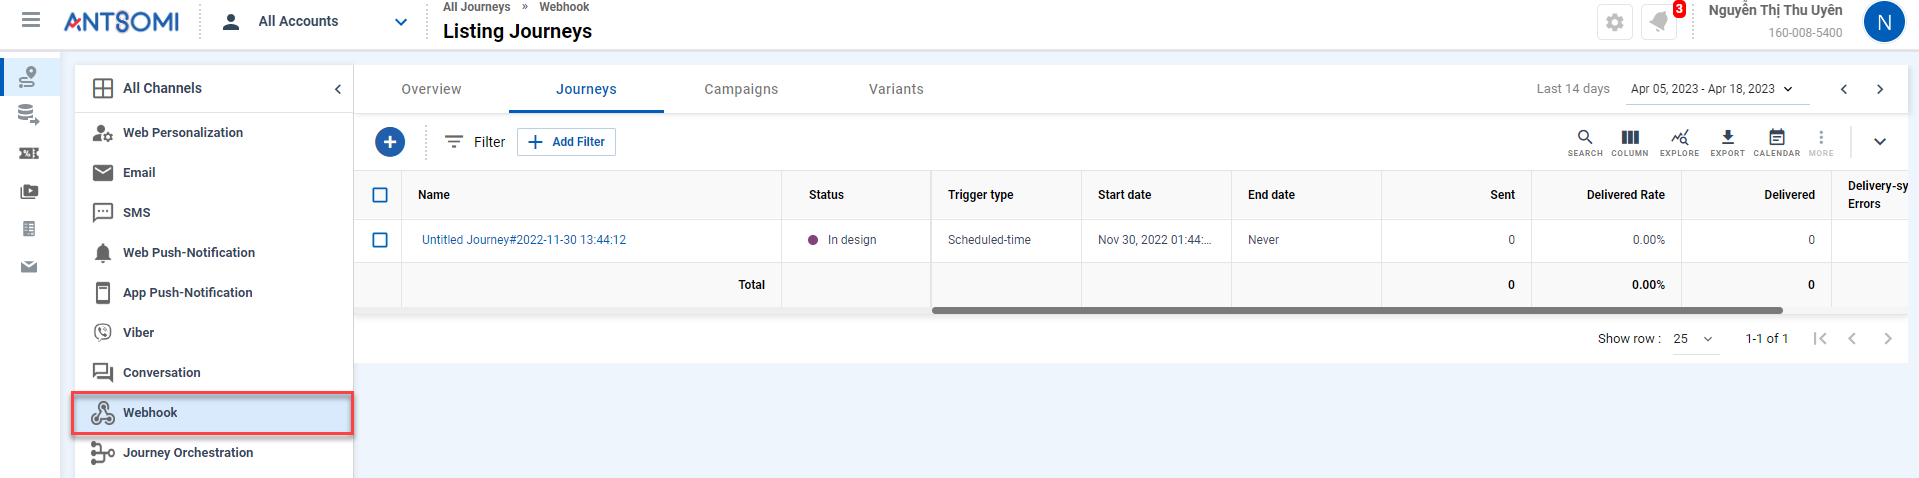 ANTSOMI
All Accounts
All Journeys » Webhook
Listing Journeys
3
Nguyễn Thị Thu Uyên
160-008-5400
N
All Channels
Web Personalization
Email
SMS
Web Push-Notification
App Push-Notification
Viber
Conversation
Webhook
Journey Orchestration
Overview Journeys Campaigns Variants
Last 14 days Apr 05, 2023 - Apr 18, 2023
Filter Add Filter
SEARCH COLUMN EXPLORE EXPORT CALENDAR MORE
Name Status Trigger type Start date End date Sent Delivered Rate Delivered Delivery-sy
Errors
Untitled Journey#2022-11-30 13:44:12 In design Scheduled-time Nov 30, 2022 01:44:... Never 0 0.00% 0
Total 0 0.00% 0
Show row : 25 1-1 of 1